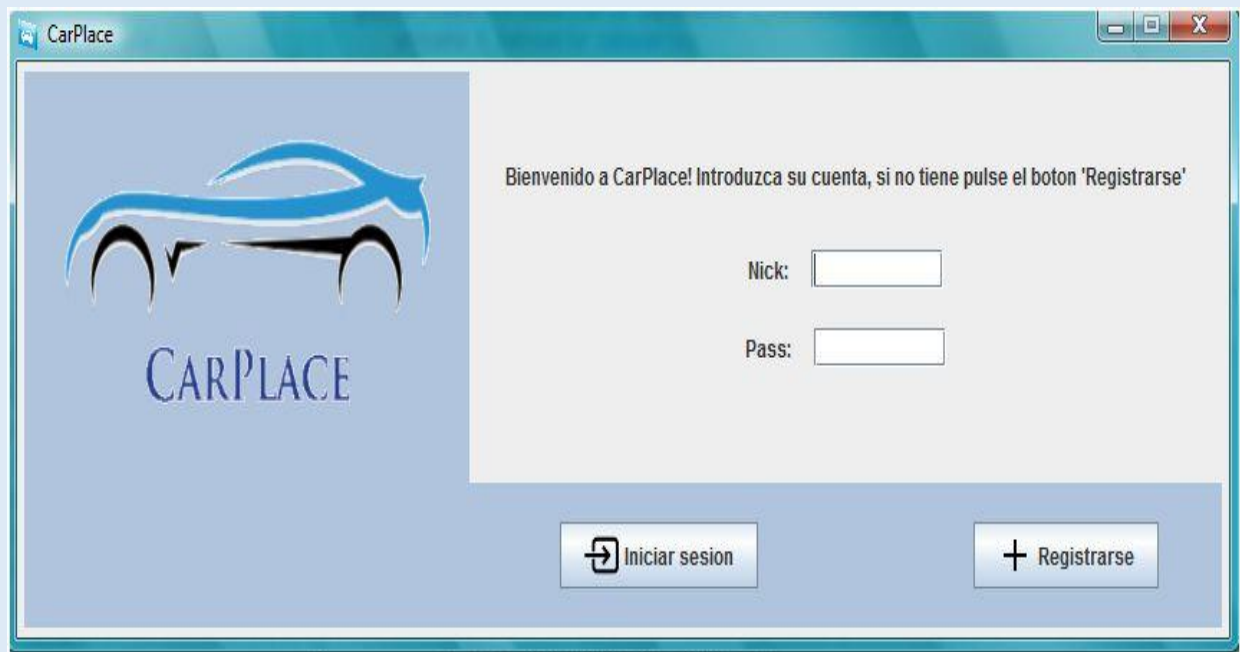 CarPlace
X
Bienvenido a CarPlace! Introduzca su cuenta, si no tiene pulse el boton 'Registrarse'
Nick:
Pass:
CARPLACE
Iniciar sesion
Registrarse